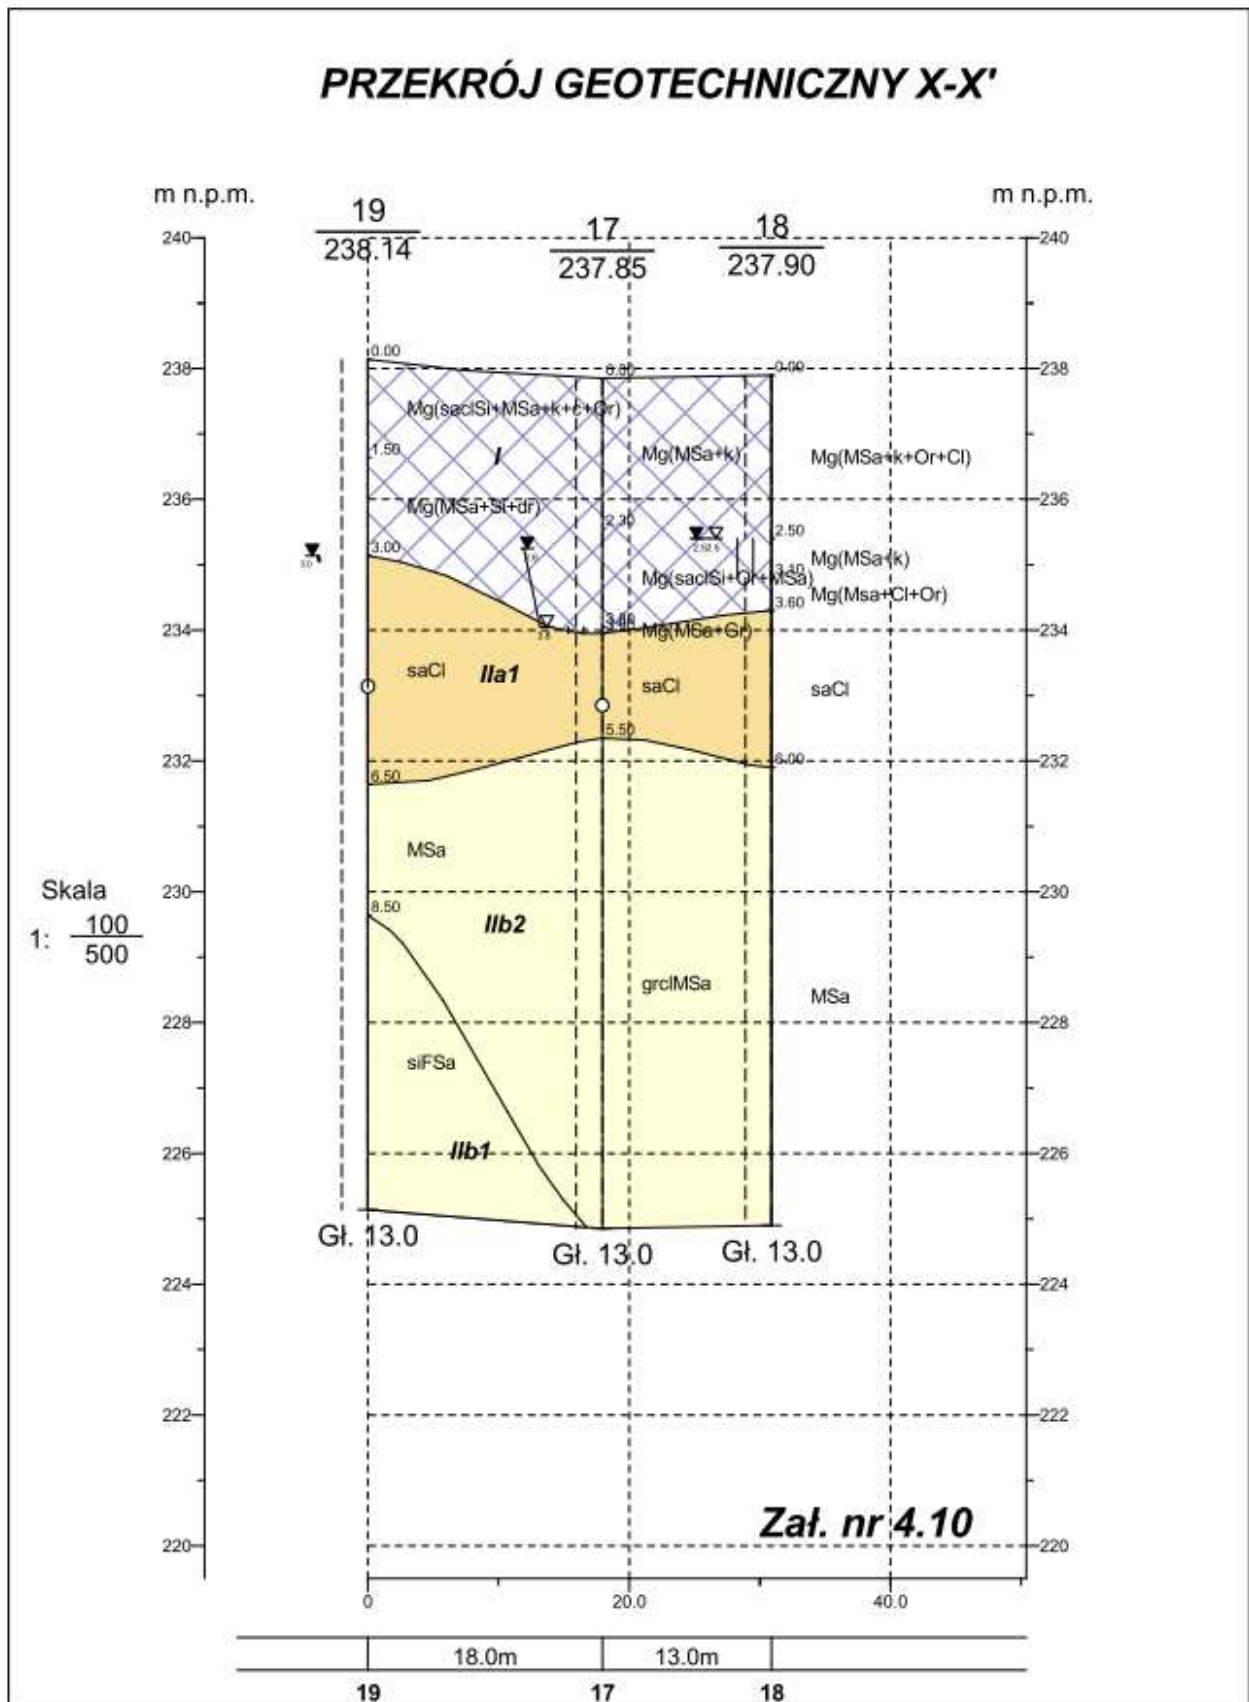 PRZEKRÓJ GEOTECHNICZNY X-X'
m n.p.m.
m n.p.m.
19
238.14
17
237.85
18
237.90
240
240
0.00
0.00
0.00
238
238
Mg(saclSi+MSa+k+c+Or)
1.50
I
Mg(MSa+k)
Mg(MSa+k+Or+Cl)
236
236
Mg(MSa+Si+dr)
2.30
2.50
3.00
Mg(MSa+k)
3.10
Mg(saclSi+Or+MSa)
Mg(Msa+Cl+Or)
3.60
234
Mg(MSa+Gr)
234
saCl
IIa1
saCl
saCl
5.50
232
6.00
232
6.50
MSa
Skala
1: 100
500
230
230
8.50
IIb2
grclMSa
MSa
228
228
siFSa
IIb1
226
226
Gł. 13.0
Gł. 13.0
Gł. 13.0
224
224
222
222
Zał. nr 4.10
220
220
0
20.0
40.0
18.0m
13.0m
19
17
18